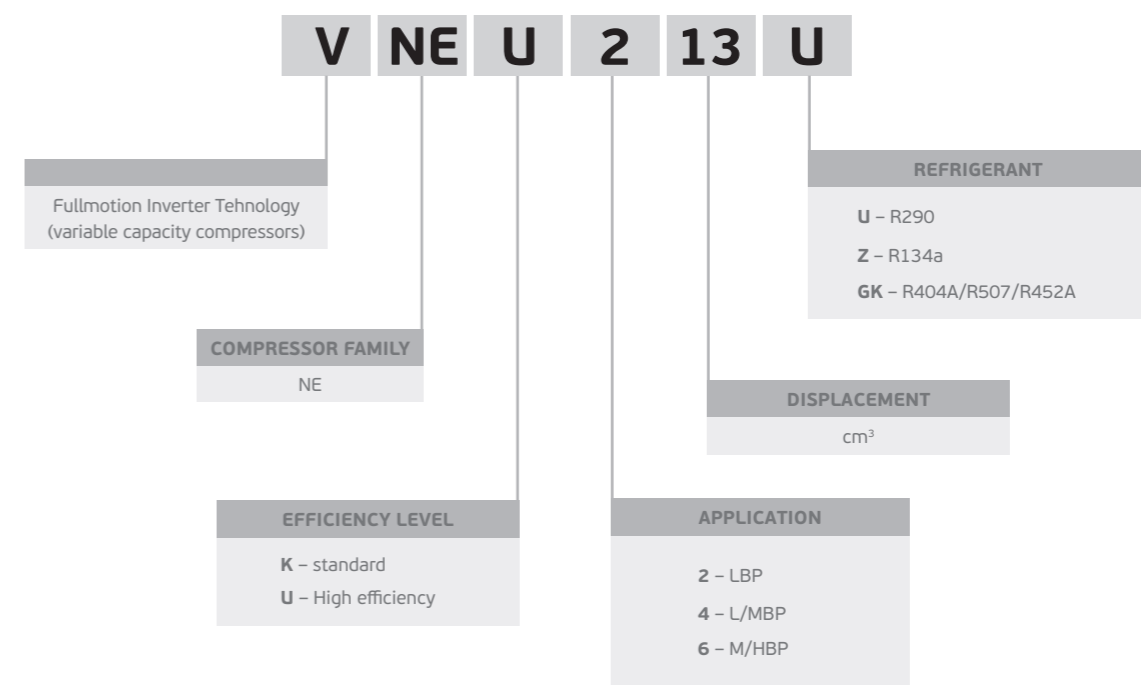 V NE U 2 13 U
Fullmotion Inverter Tehnology
(variable capacity compressors)
REFRIGERANT
U – R290
Z – R134a
GK – R404A/R507/R452A
COMPRESSOR FAMILY
NE
DISPLACEMENT
cm³
EFFICIENCY LEVEL
K – standard
U – High efficiency
APPLICATION
2 – LBP
4 – L/MBP
6 – M/HBP